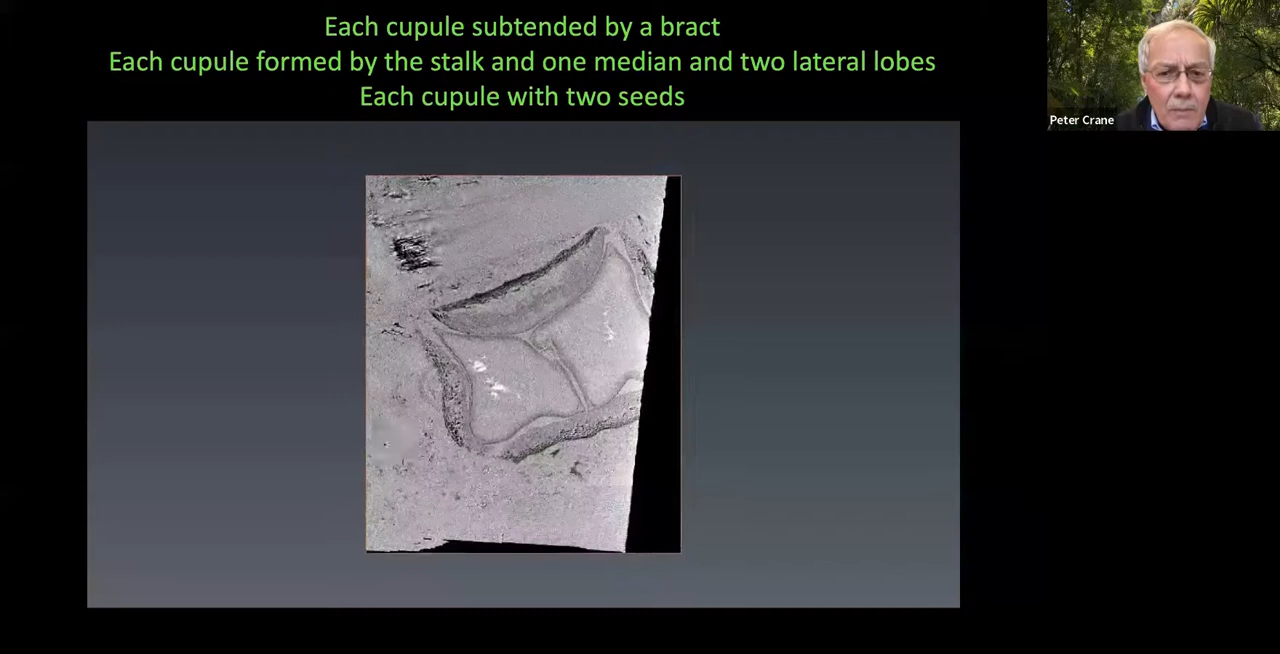 Each cupule subtended by a bract
Each cupule formed by the stalk and one median and two lateral lobes
Each cupule with two seeds
Peter Crane